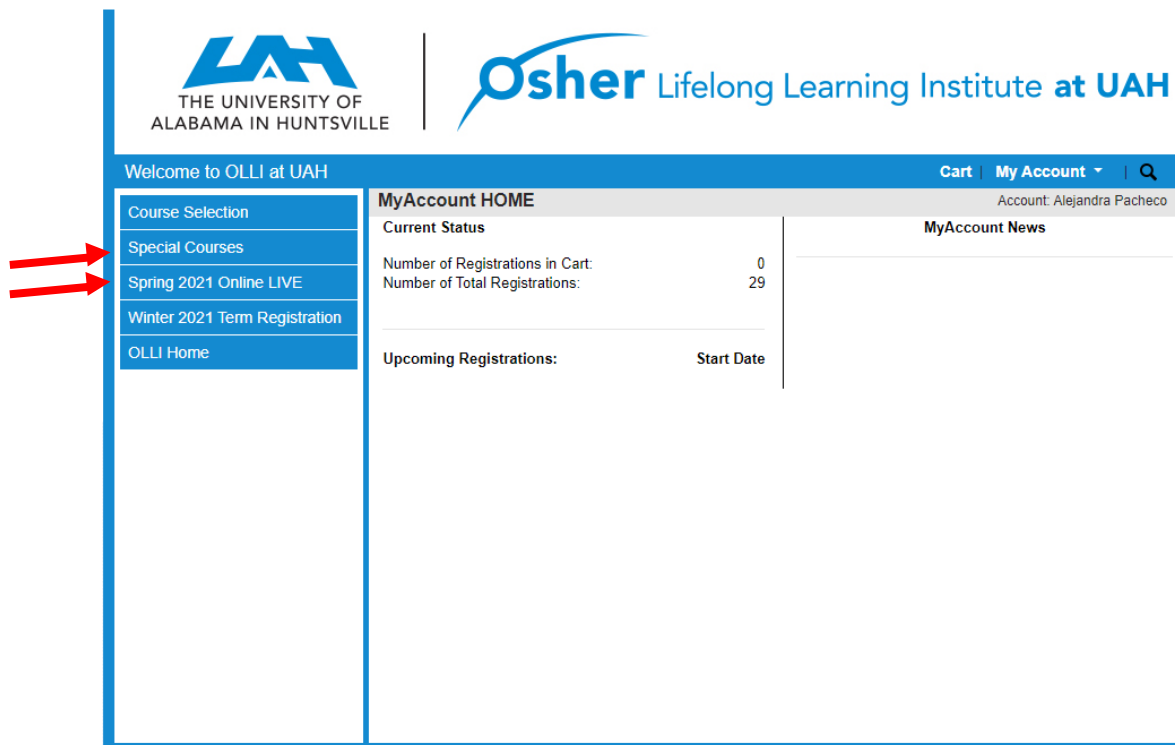 UAH
THE UNIVERSITY OF
ALABAMA IN HUNTSVILLE
Osher Lifelong Learning Institute at UAH
Welcome to OLLI at UAH
Cart | My Account |
Course Selection
Special Courses
Spring 2021 Online LIVE
Winter 2021 Term Registration
OLLI Home
MyAccount HOME
Account: Alejandra Pacheco
Current Status
Number of Registrations in Cart: 0
Number of Total Registrations: 29
Upcoming Registrations: Start Date
MyAccount News